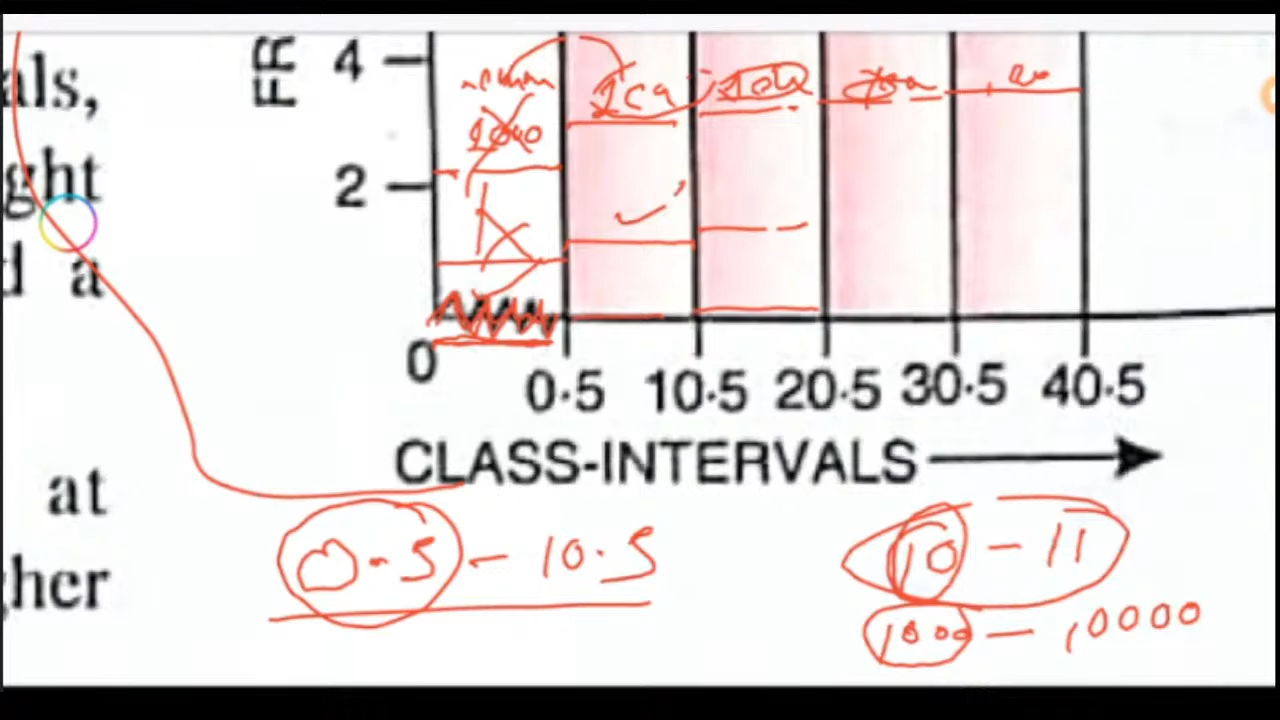 als,
ght
d a
at
gher
FR
4
2
0
0·5 10·5 20·5 30·5 40·5
CLASS-INTERVALS
0-5 - 10.5
10 - 11
1000 - 10000